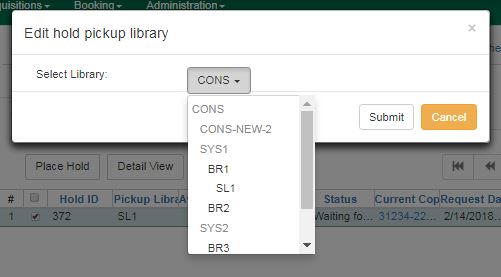 uisitions Booking Administration
Edit hold pickup library ×
Select Library: CONS
CONS
CONS-NEW-2
SYS1
BR1
SL1
BR2
SYS2
BR3
Submit Cancel
Place Hold Detail View
# Hold ID Pickup Libra Status Current Cop Request Da
1 372 SL1 Waiting fo... 31234-22... 2/14/2018...